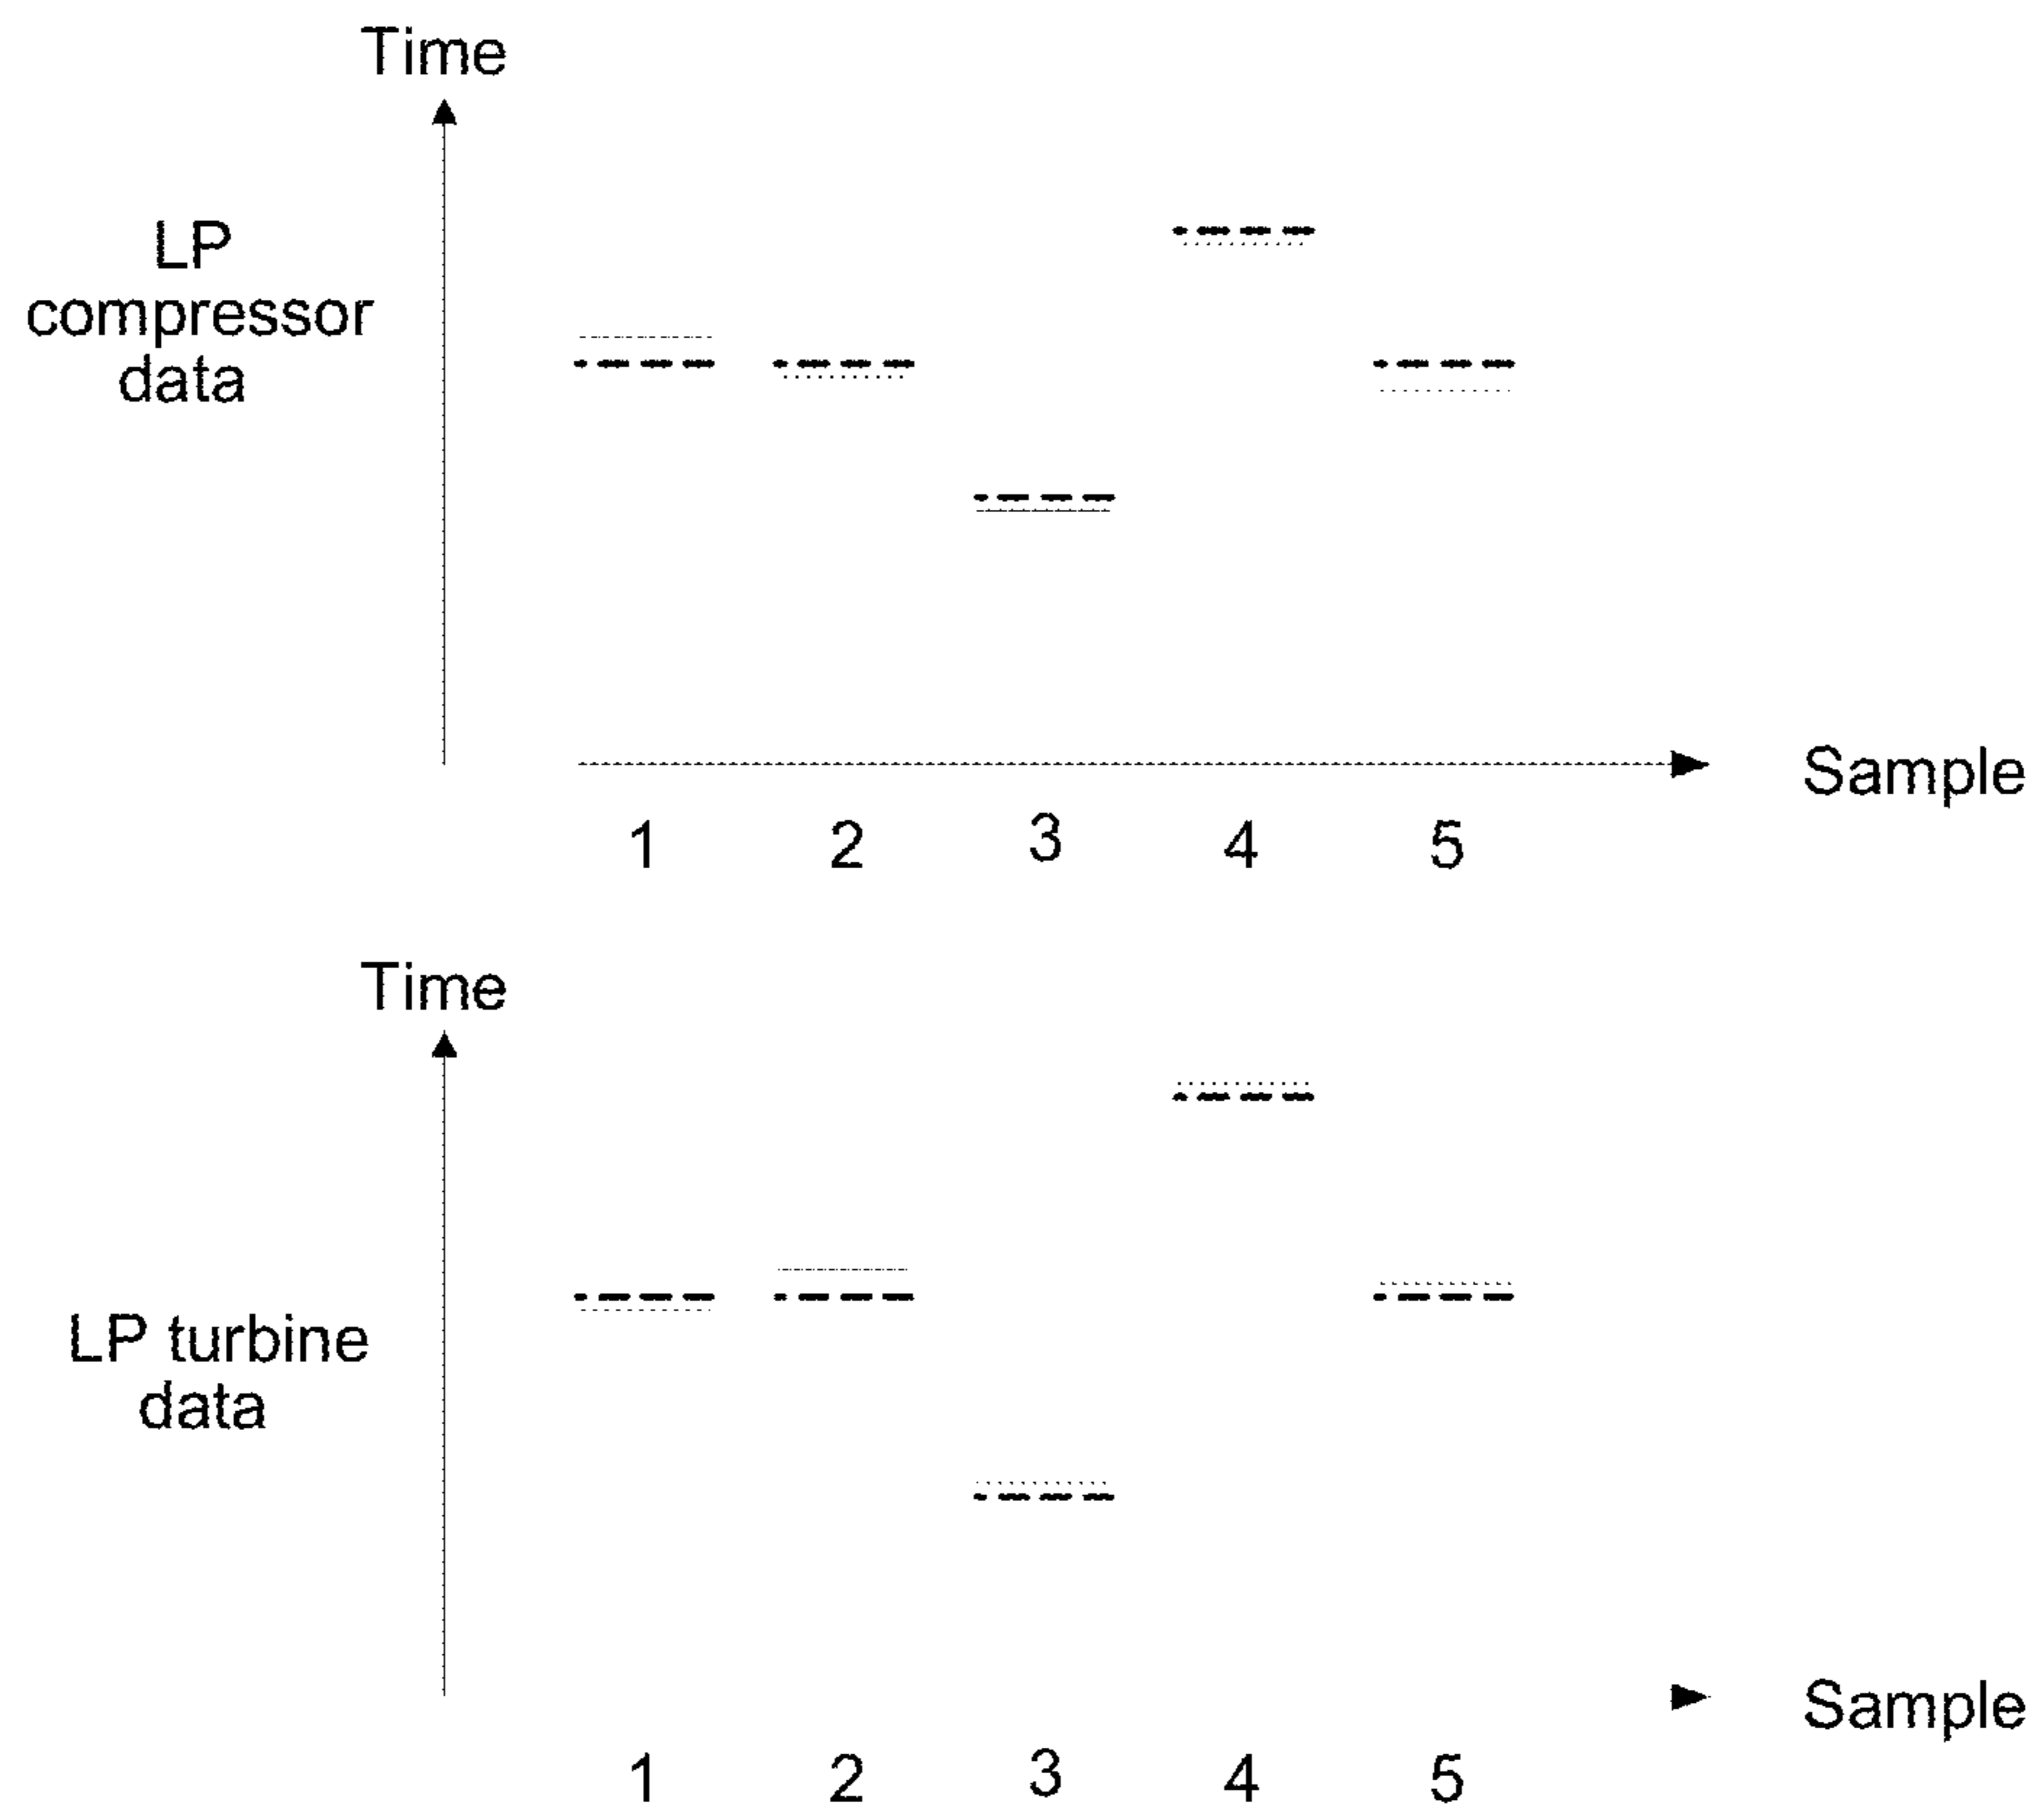 Time
LP
compressor
data
Sample
1 2 3 4 5
Time
LP turbine
data
Sample
1 2 3 4 5